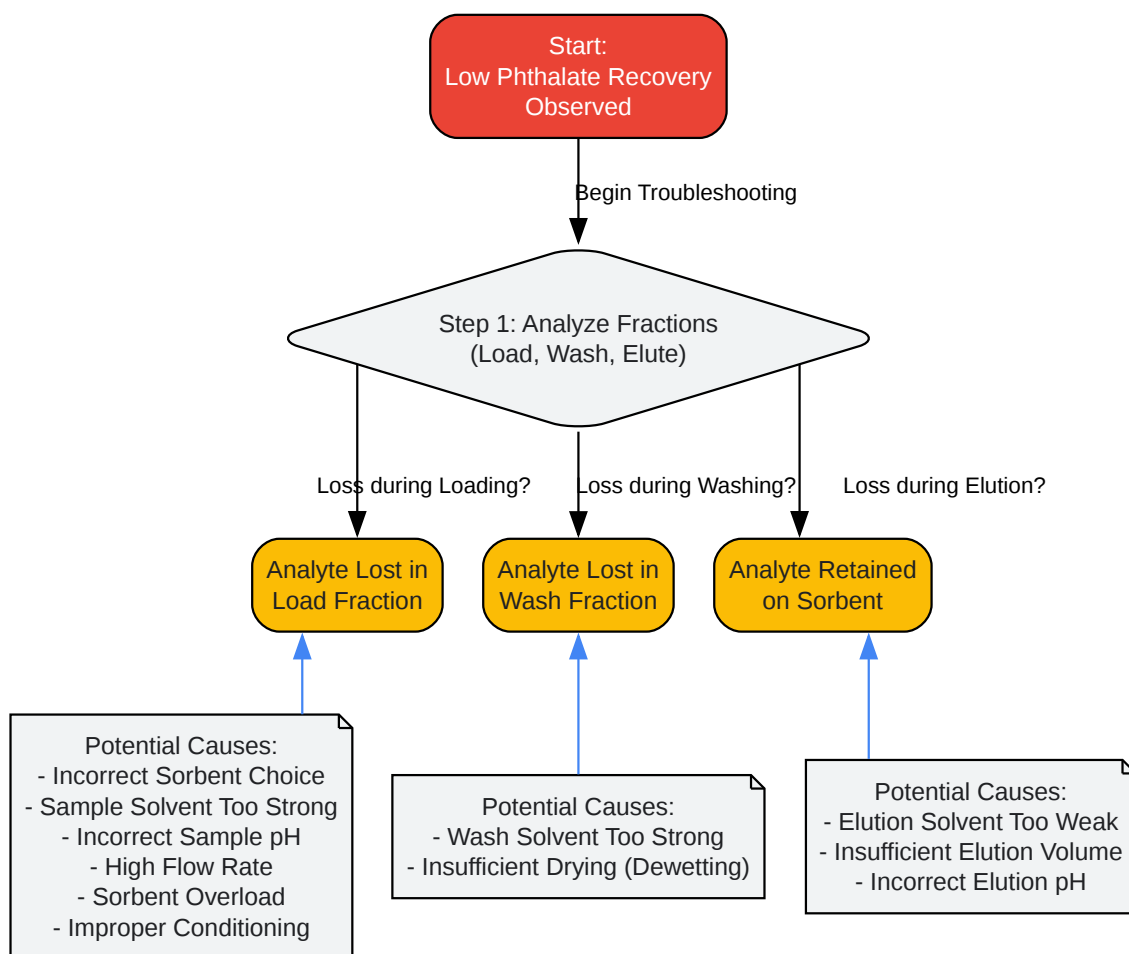 Start:
Low Phthalate Recovery
Observed
Begin Troubleshooting
Step 1: Analyze Fractions
(Load, Wash, Elute)
Loss during Loading?
Loss during Washing?
Loss during Elution?
Analyte Lost in
Load Fraction
Analyte Lost in
Wash Fraction
Analyte Retained
on Sorbent
Potential Causes:
- Incorrect Sorbent Choice
- Sample Solvent Too Strong
- Incorrect Sample pH
- High Flow Rate
- Sorbent Overload
- Improper Conditioning
Potential Causes:
- Wash Solvent Too Strong
- Insufficient Drying (Dewetting)
Potential Causes:
- Elution Solvent Too Weak
- Insufficient Elution Volume
- Incorrect Elution pH